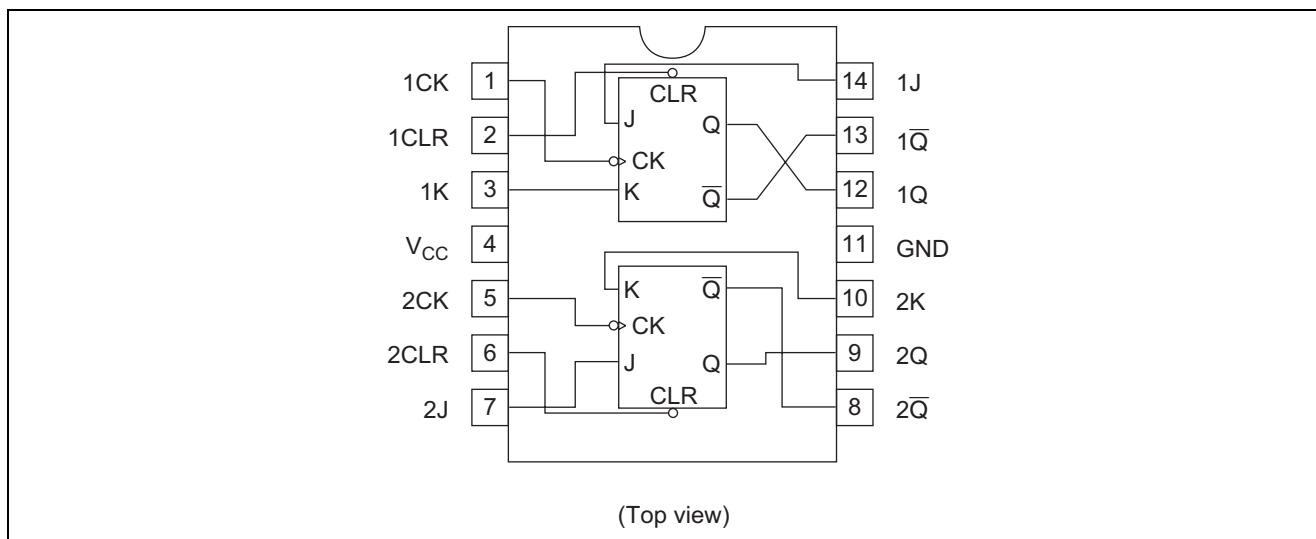 1CK 1
1CLR 2
1K 3
VCC 4
2CK 5
2CLR 6
2J 7
CLR
J Q
CK
K Q̅
K Q̅
CK
J Q
CLR
14 1J
13 1Q̅
12 1Q
11 GND
10 2K
9 2Q
8 2Q̅
(Top view)